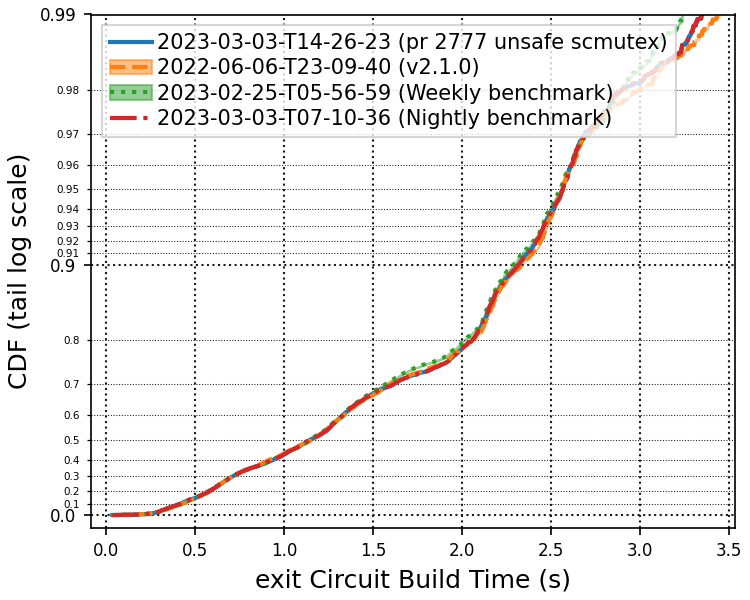 0.99
2023-03-03-T14-26-23 (pr 2777 unsafe scmutex)
2022-06-06-T23-09-40 (v2.1.0)
2023-02-25-T05-56-59 (Weekly benchmark)
2023-03-03-T07-10-36 (Nightly benchmark)
0.98
0.97
0.96
0.95
0.94
0.93
0.92
0.91
0.9
0.8
0.7
0.6
0.5
0.4
0.3
0.2
0.1
0.0
CDF (tail log scale)
0.0 0.5 1.0 1.5 2.0 2.5 3.0 3.5
exit Circuit Build Time (s)